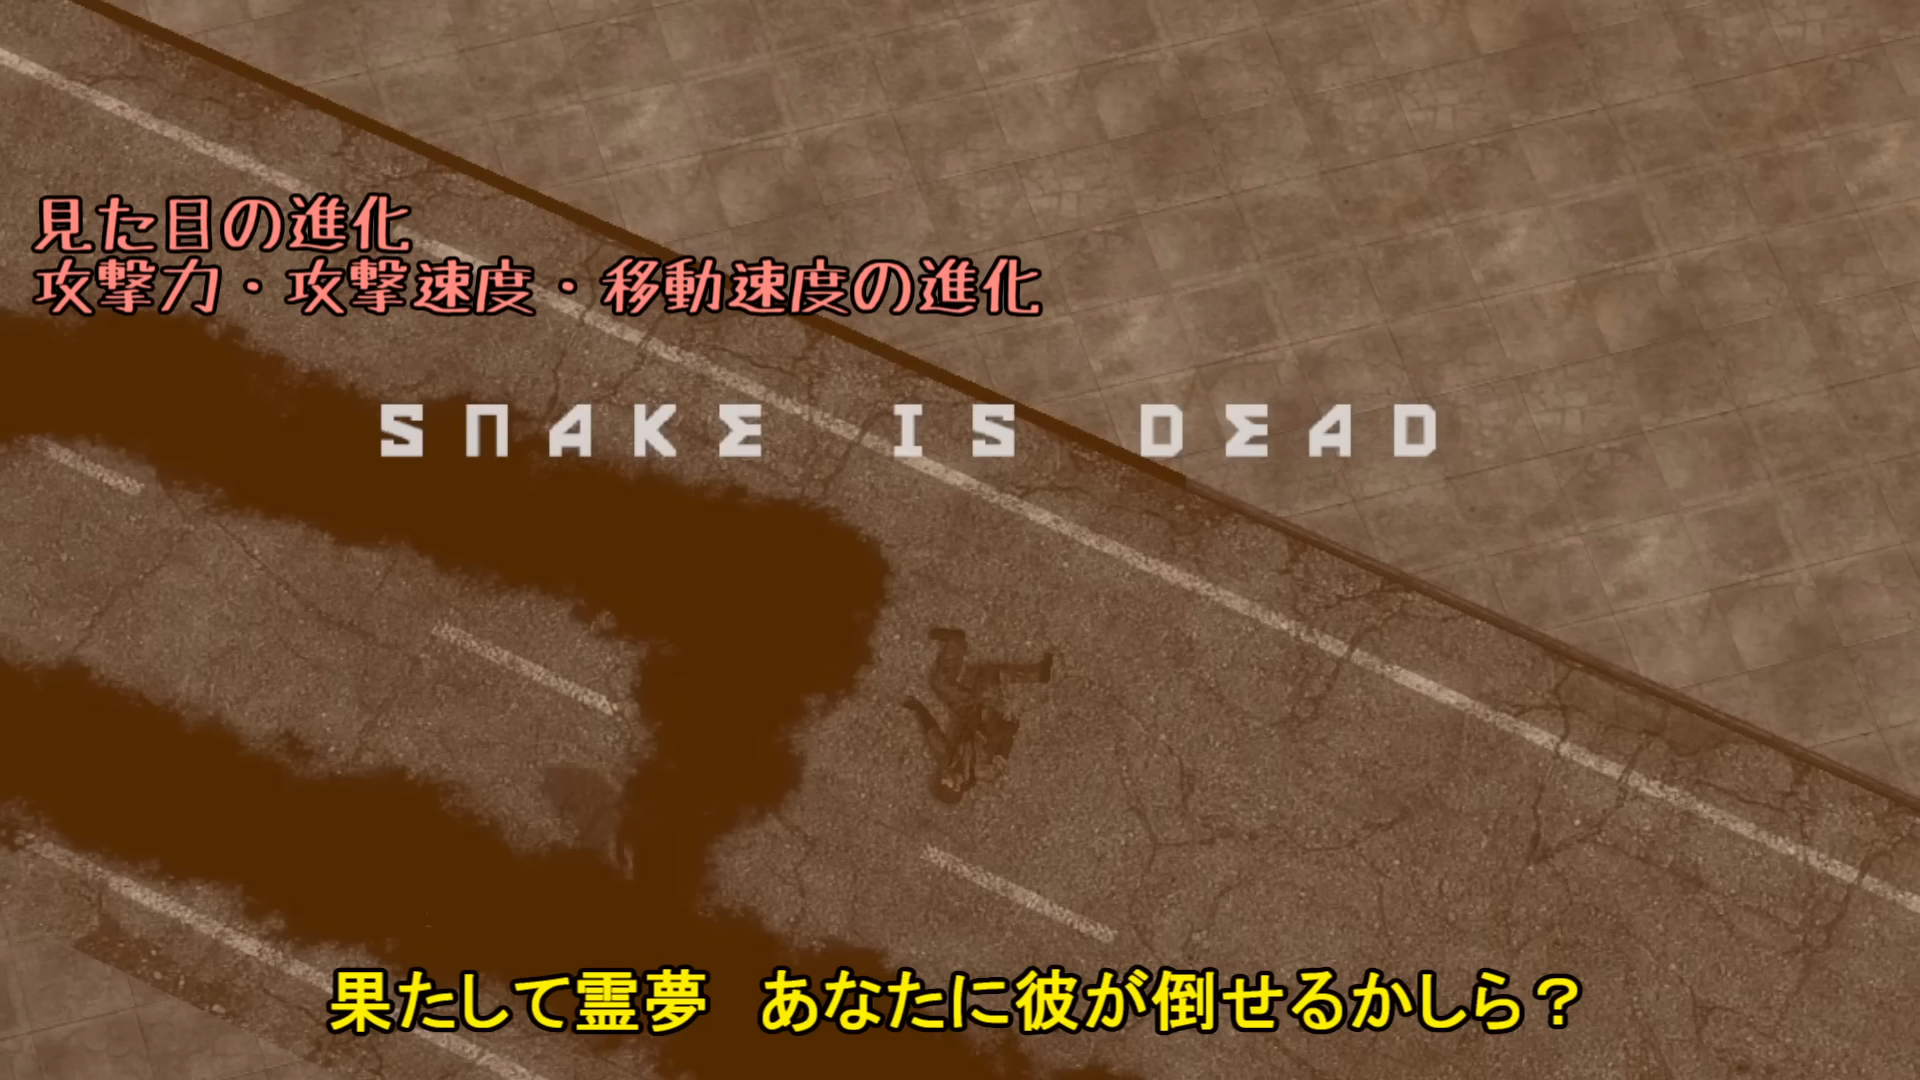 見た目の進化
攻撃力・攻撃速度・移動速度の進化
SNAKE IS DEAD
果たして霊夢　あなたに彼が倒せるかしら？